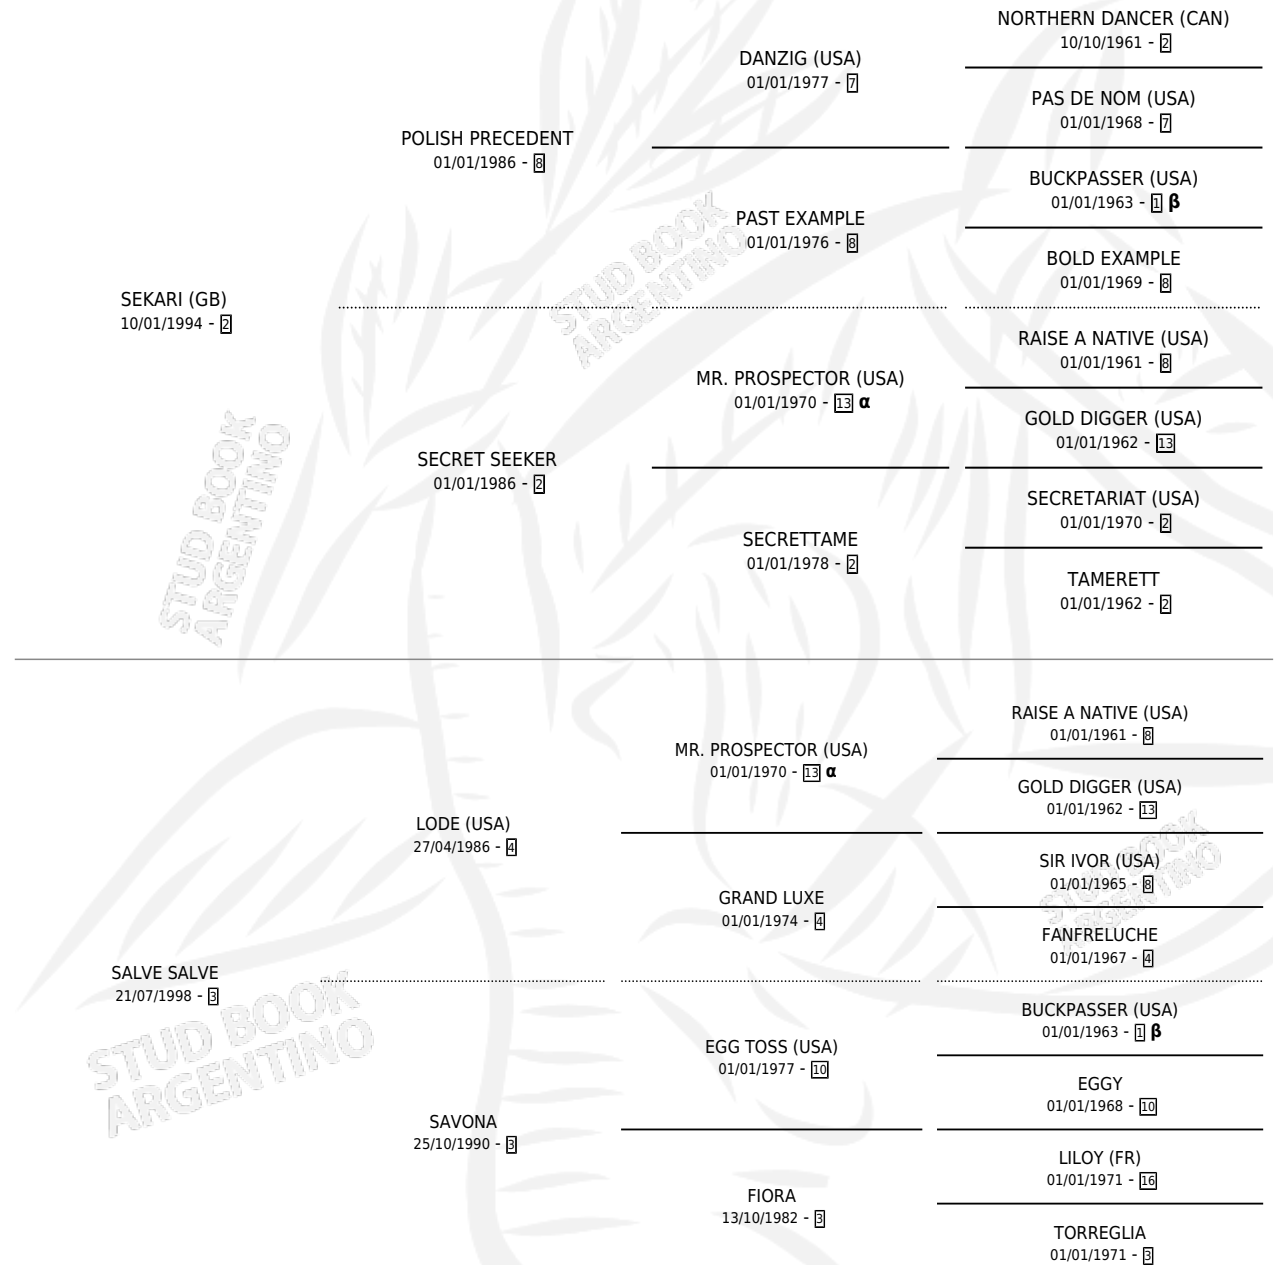 NORTHERN DANCER (CAN)
10/10/1961 - 2
DANZIG (USA)
01/01/1977 - 7
PAS DE NOM (USA)
01/01/1968 - 7
POLISH PRECEDENT
01/01/1986 - 8
BUCKPASSER (USA)
01/01/1963 - 1 β
PAST EXAMPLE
01/01/1976 - 8
BOLD EXAMPLE
01/01/1969 - 8
SEKARI (GB)
10/01/1994 - 2
RAISE A NATIVE (USA)
01/01/1961 - 8
MR. PROSPECTOR (USA)
01/01/1970 - 13 α
GOLD DIGGER (USA)
01/01/1962 - 13
SECRET SEEKER
01/01/1986 - 2
SECRETARIAT (USA)
01/01/1970 - 2
SECRETTAME
01/01/1978 - 2
TAMERETT
01/01/1962 - 2
RAISE A NATIVE (USA)
01/01/1961 - 8
MR. PROSPECTOR (USA)
01/01/1970 - 13 α
GOLD DIGGER (USA)
01/01/1962 - 13
LODE (USA)
27/04/1986 - 4
SIR IVOR (USA)
01/01/1965 - 8
GRAND LUXE
01/01/1974 - 4
FANFRELUCHE
01/01/1967 - 4
SALVE SALVE
21/07/1998 - 3
BUCKPASSER (USA)
01/01/1963 - 1 β
EGG TOSS (USA)
01/01/1977 - 10
EGGY
01/01/1968 - 10
SAVONA
25/10/1990 - 3
LILOY (FR)
01/01/1971 - 16
FIORA
13/10/1982 - 3
TORREGLIA
01/01/1971 - 3
STUD BOOK
ARGENTINO
STUD BOOK
ARGENTINO
STUD BOOK
ARGENTINO
STUD BOOK
ARGENTINO